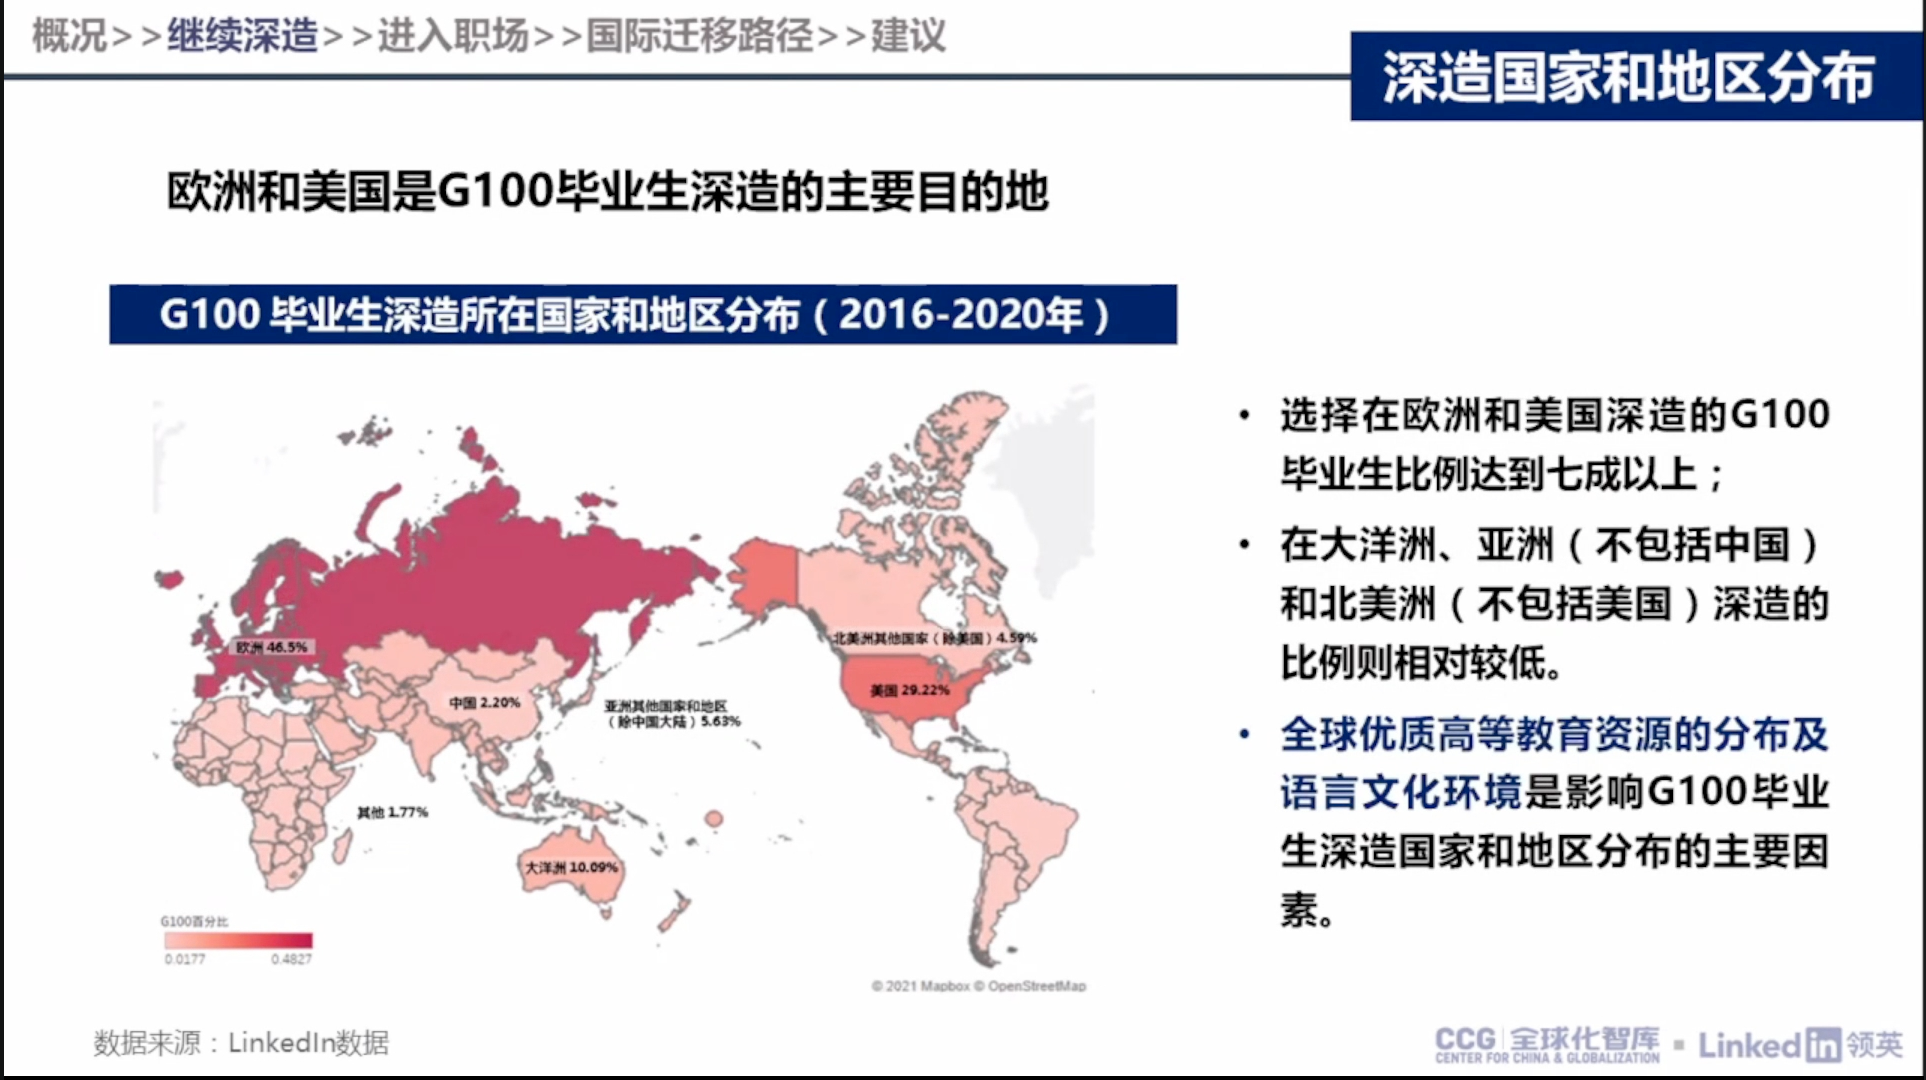 概况>>继续深造>>进入职场>>国际迁移路径>>建议
深造国家和地区分布
欧洲和美国是G100毕业生深造的主要目的地
G100 毕业生深造所在国家和地区分布（2016-2020年）
欧洲 46.5%
中国 2.20%
亚洲其他国家和地区
（除中国大陆）5.63%
北美洲其他国家（除美国）4.59%
美国 29.22%
其他 1.77%
大洋洲 10.09%
G100百分比
0.0177 0.4827
© 2021 Mapbox © OpenStreetMap
• 选择在欧洲和美国深造的G100
毕业生比例达到七成以上；
• 在大洋洲、亚洲（不包括中国）
和北美洲（不包括美国）深造的
比例则相对较低。
• 全球优质高等教育资源的分布及
语言文化环境是影响G100毕业
生深造国家和地区分布的主要因
素。
数据来源：LinkedIn数据
CCG 全球化智库
CENTER FOR CHINA & GLOBALIZATION
LinkedIn 领英